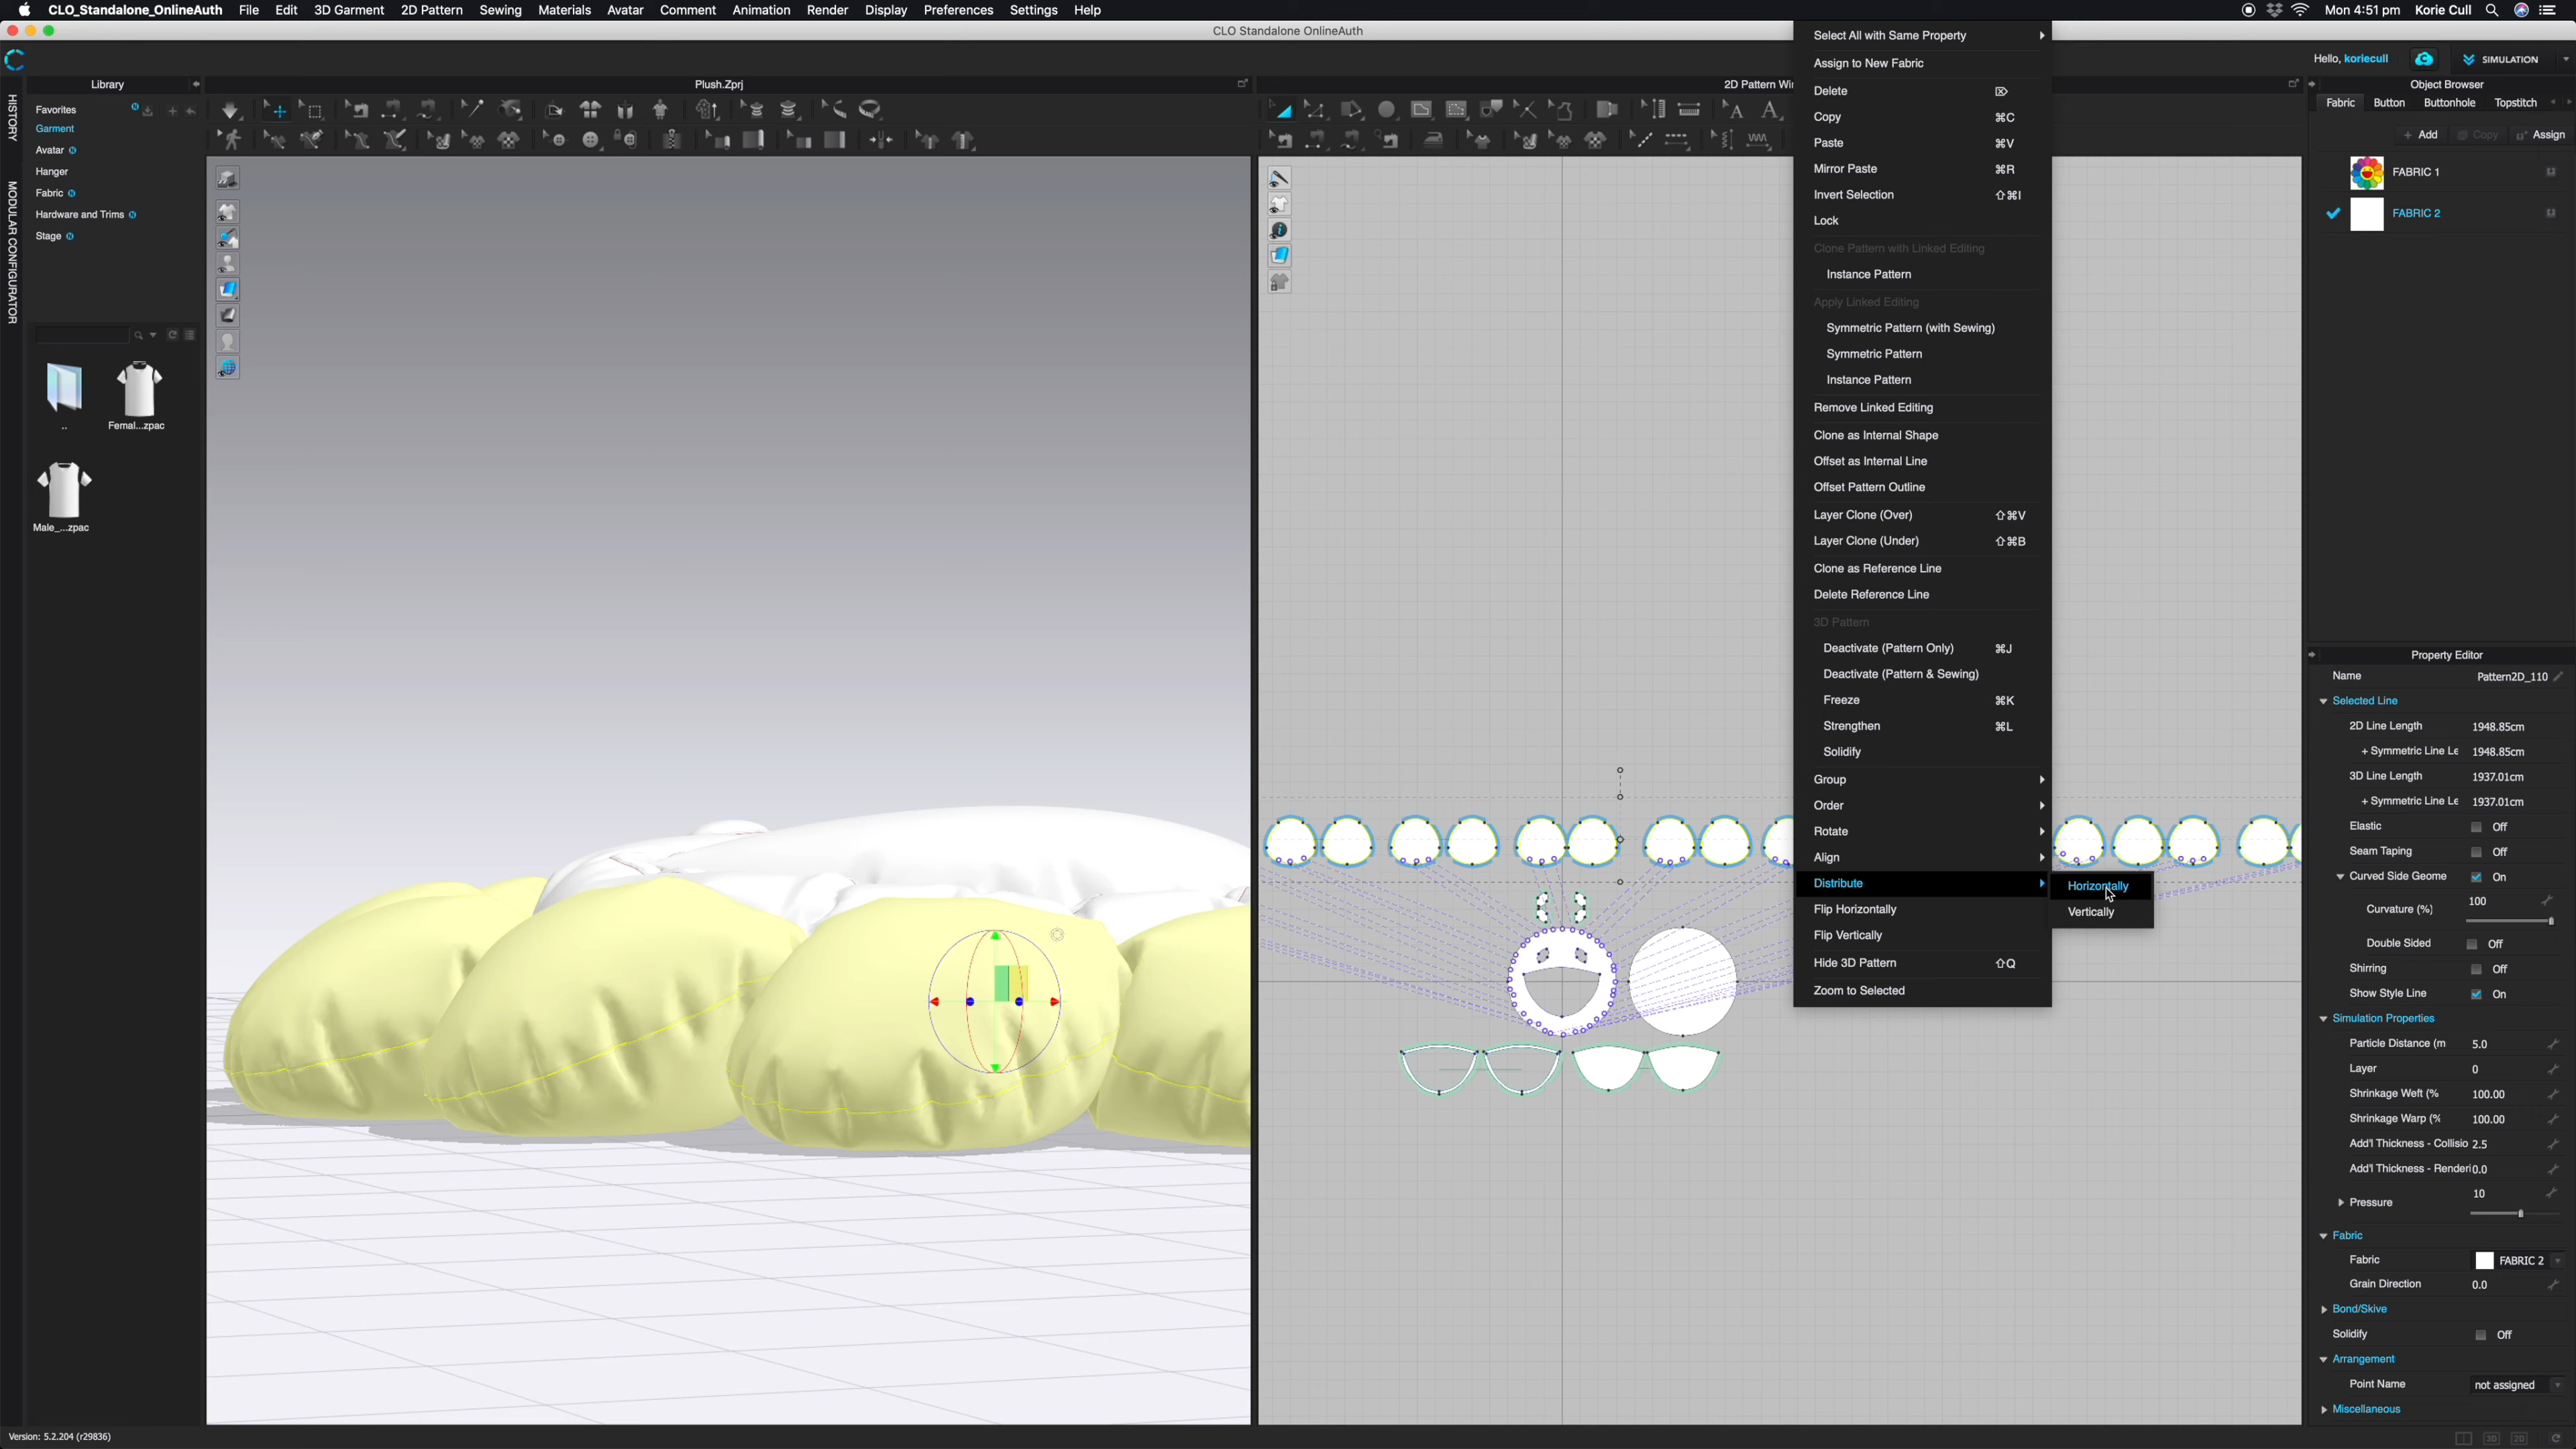 CLO_Standalone_OnlineAuth File Edit 3D Garment 2D Pattern Sewing Materials Avatar Comment Animation Render Display Preferences Settings Help
Mon 4:51 pm Korie Cull
CLO Standalone OnlineAuth
Hello, koriecull
SIMULATION
HISTORY
MODULAR CONFIGURATOR
Library
Favorites
Garment
Avatar
Hanger
Fabric
Hardware and Trims
Stage
..
Femal...zpac
Male_...zpac
Plush.Zprj
2D Pattern Wi
Select All with Same Property
Assign to New Fabric
Delete ⌦
Copy ⌘C
Paste ⌘V
Mirror Paste ⌘R
Invert Selection ⇧⌘I
Lock
Clone Pattern with Linked Editing
Instance Pattern
Apply Linked Editing
Symmetric Pattern (with Sewing)
Symmetric Pattern
Instance Pattern
Remove Linked Editing
Clone as Internal Shape
Offset as Internal Line
Offset Pattern Outline
Layer Clone (Over) ⇧⌘V
Layer Clone (Under) ⇧⌘B
Clone as Reference Line
Delete Reference Line
3D Pattern
Deactivate (Pattern Only) ⌘J
Deactivate (Pattern & Sewing)
Freeze ⌘K
Strengthen ⌘L
Solidify
Group
Order
Rotate
Align
Distribute
Horizontally
Vertically
Flip Horizontally
Flip Vertically
Hide 3D Pattern ⇧Q
Zoom to Selected
Object Browser
Fabric Button Buttonhole Topstitch
+ Add Copy Assign
FABRIC 1
FABRIC 2
Property Editor
Name Pattern2D_110
Selected Line
2D Line Length 1948.85cm
+ Symmetric Line Le 1948.85cm
3D Line Length 1937.01cm
+ Symmetric Line Le 1937.01cm
Elastic Off
Seam Taping Off
Curved Side Geome On
Curvature (%) 100
Double Sided Off
Shirring Off
Show Style Line On
Simulation Properties
Particle Distance (m 5.0
Layer 0
Shrinkage Weft (% 100.00
Shrinkage Warp (% 100.00
Add'l Thickness - Collisio 2.5
Add'l Thickness - Renderi 0.0
Pressure 10
Fabric
Fabric FABRIC 2
Grain Direction 0.0
Bond/Skive
Solidify Off
Arrangement
Point Name not assigned
Miscellaneous
Version: 5.2.204 (r29836)
3D 2D